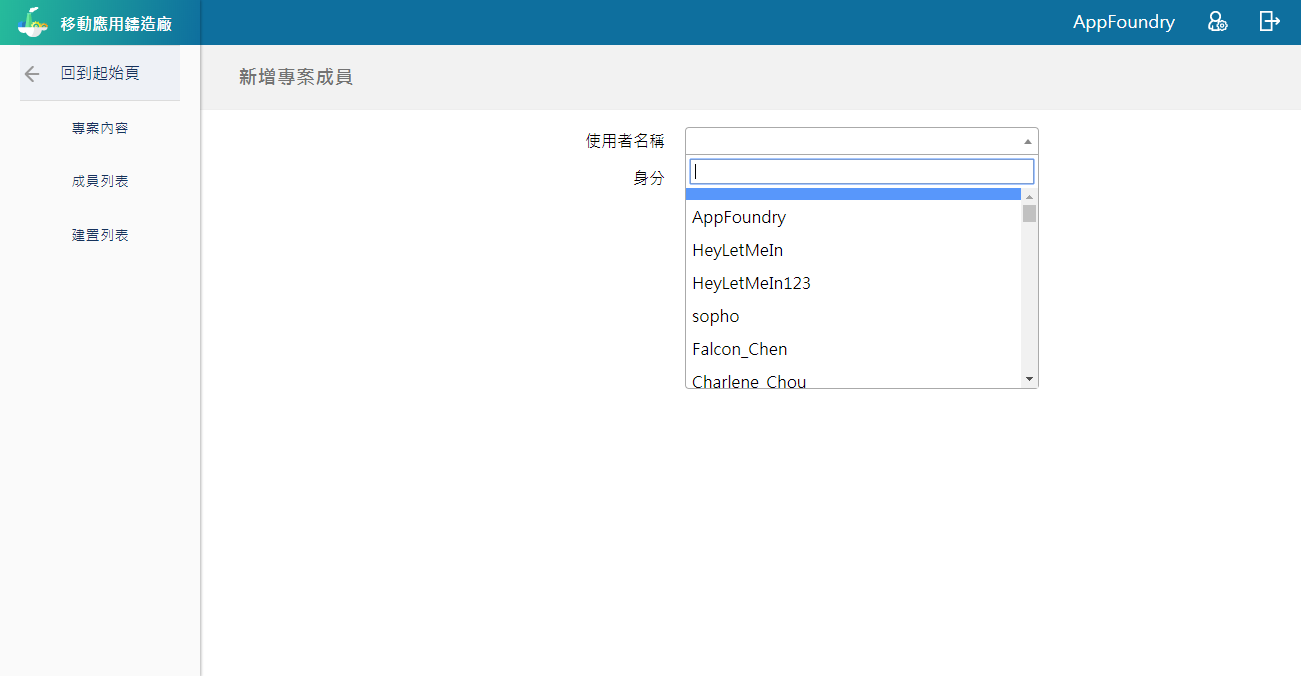 移動應用鑄造廠
AppFoundry
回到起始頁
新增專案成員
專案內容
成員列表
建置列表
使用者名稱
身分
AppFoundry
HeyLetMeIn
HeyLetMeIn123
sopho
Falcon_Chen
Charlene_Chou